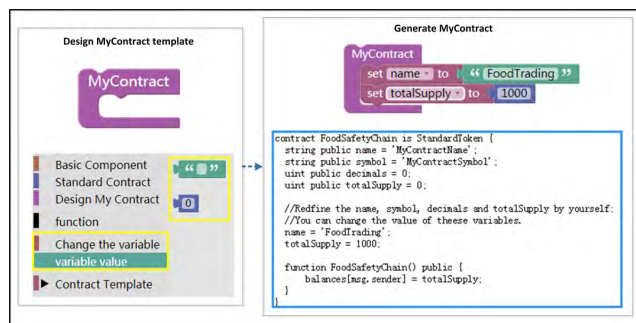 Design MyContract template
MyContract
Basic Component
Standard Contract
Design My Contract
function
Change the variable
variable value
Contract Template
“ ”
0
Generate MyContract
MyContract
set name to “ FoodTrading ”
set totalSupply to 1000
contract FoodSafetyChain is StandardToken {
string public name = 'MyContractName';
string public symbol = 'MyContractSymbol';
uint public decimals = 0;
uint public totalSupply = 0;
//Redfine the name, symbol, decimals and totalSupply by yourself;
//You can change the value of theese variables.
name = 'FoodTrading';
totalSupply = 1000;
function FoodSafetyChain() public {
balances[msg.sender] = totalSupply;
}
}